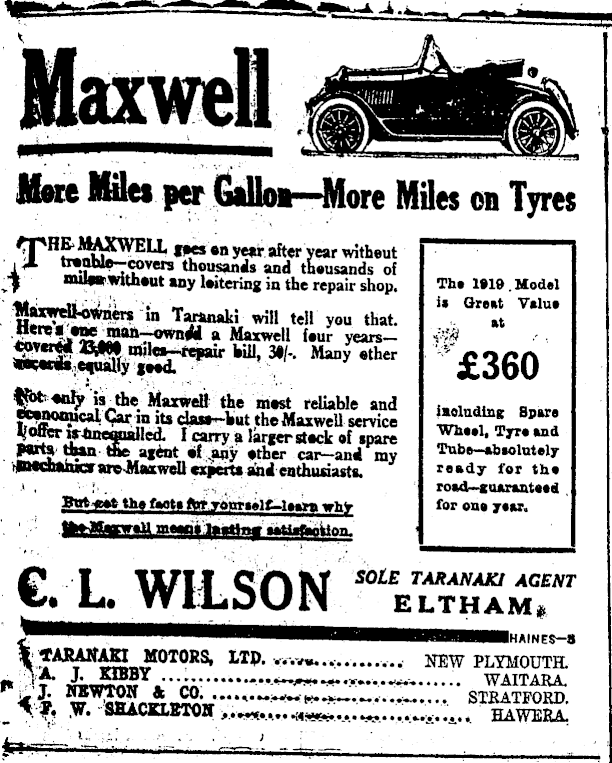 Maxwell
More Miles per Gallon—More Miles on Tyres
THE MAXWELL goes on year after year without
trouble—covers thousands and thousands of
miles without any loitering in the repair shop.
Maxwell-owners in Taranaki will tell you that.
Here's one man—owned a Maxwell four years—
covered 23,000 miles—repair bill, 30/-. Many other
records equally good.
Not only is the Maxwell the most reliable and
economical Car in its class—but the Maxwell service
I offer is unequalled. I carry a larger stock of spare
parts than the agent of any other car—and my
mechanics are Maxwell experts and enthusiasts.
But get the facts for yourself—learn why
the Maxwell means lasting satisfaction.
The 1919 Model
is Great Value
at
£360
including Spare
Wheel, Tyre and
Tube—absolutely
ready for the
road—guaranteed
for one year.
C. L. WILSON
SOLE TARANAKI AGENT
ELTHAM.
HAINES—8
TARANAKI MOTORS, LTD. ................ NEW PLYMOUTH.
A. J. KIBBY ........................................ WAITARA.
J. NEWTON & CO. ................................ STRATFORD.
F. W. SHACKLETON ................................ HAWERA.